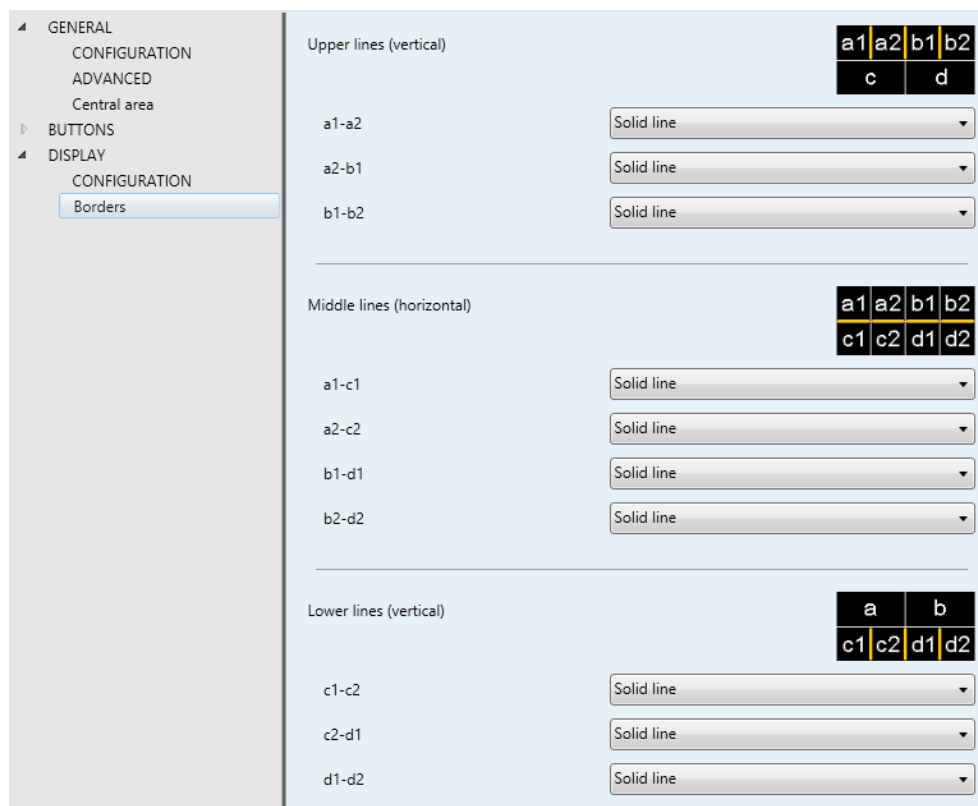 GENERAL
CONFIGURATION
ADVANCED
Central area
BUTTONS
DISPLAY
CONFIGURATION
Borders
Upper lines (vertical)
a1 a2 b1 b2
c d
a1-a2 Solid line
a2-b1 Solid line
b1-b2 Solid line
Middle lines (horizontal)
a1 a2 b1 b2
c1 c2 d1 d2
a1-c1 Solid line
a2-c2 Solid line
b1-d1 Solid line
b2-d2 Solid line
Lower lines (vertical)
a b
c1 c2 d1 d2
c1-c2 Solid line
c2-d1 Solid line
d1-d2 Solid line